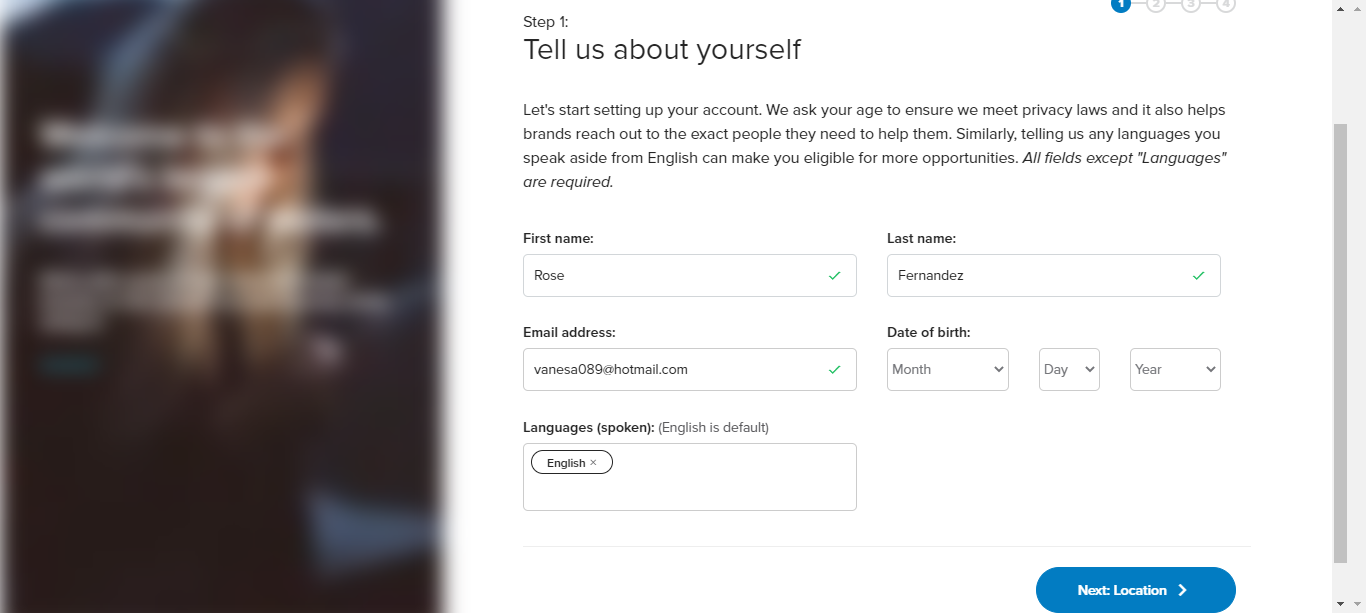 1 2 3 4
Step 1:
Tell us about yourself
Let's start setting up your account. We ask your age to ensure we meet privacy laws and it also helps
brands reach out to the exact people they need to help them. Similarly, telling us any languages you
speak aside from English can make you eligible for more opportunities. All fields except "Languages"
are required.
First name: Last name:
Rose Fernandez
Email address: Date of birth:
vanesa089@hotmail.com Month Day Year
Languages (spoken): (English is default)
English ×
Next: Location